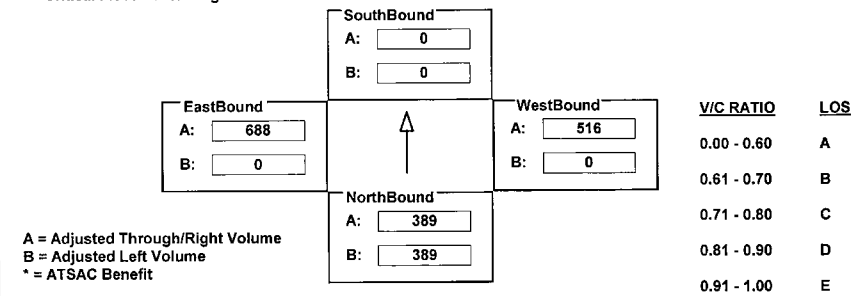 SouthBound
A: 0
B: 0
EastBound
A: 688
B: 0
WestBound
A: 516
B: 0
NorthBound
A: 389
B: 389
A = Adjusted Through/Right Volume
B = Adjusted Left Volume
* = ATSAC Benefit
V/C RATIO LOS
0.00 - 0.60 A
0.61 - 0.70 B
0.71 - 0.80 C
0.81 - 0.90 D
0.91 - 1.00 E